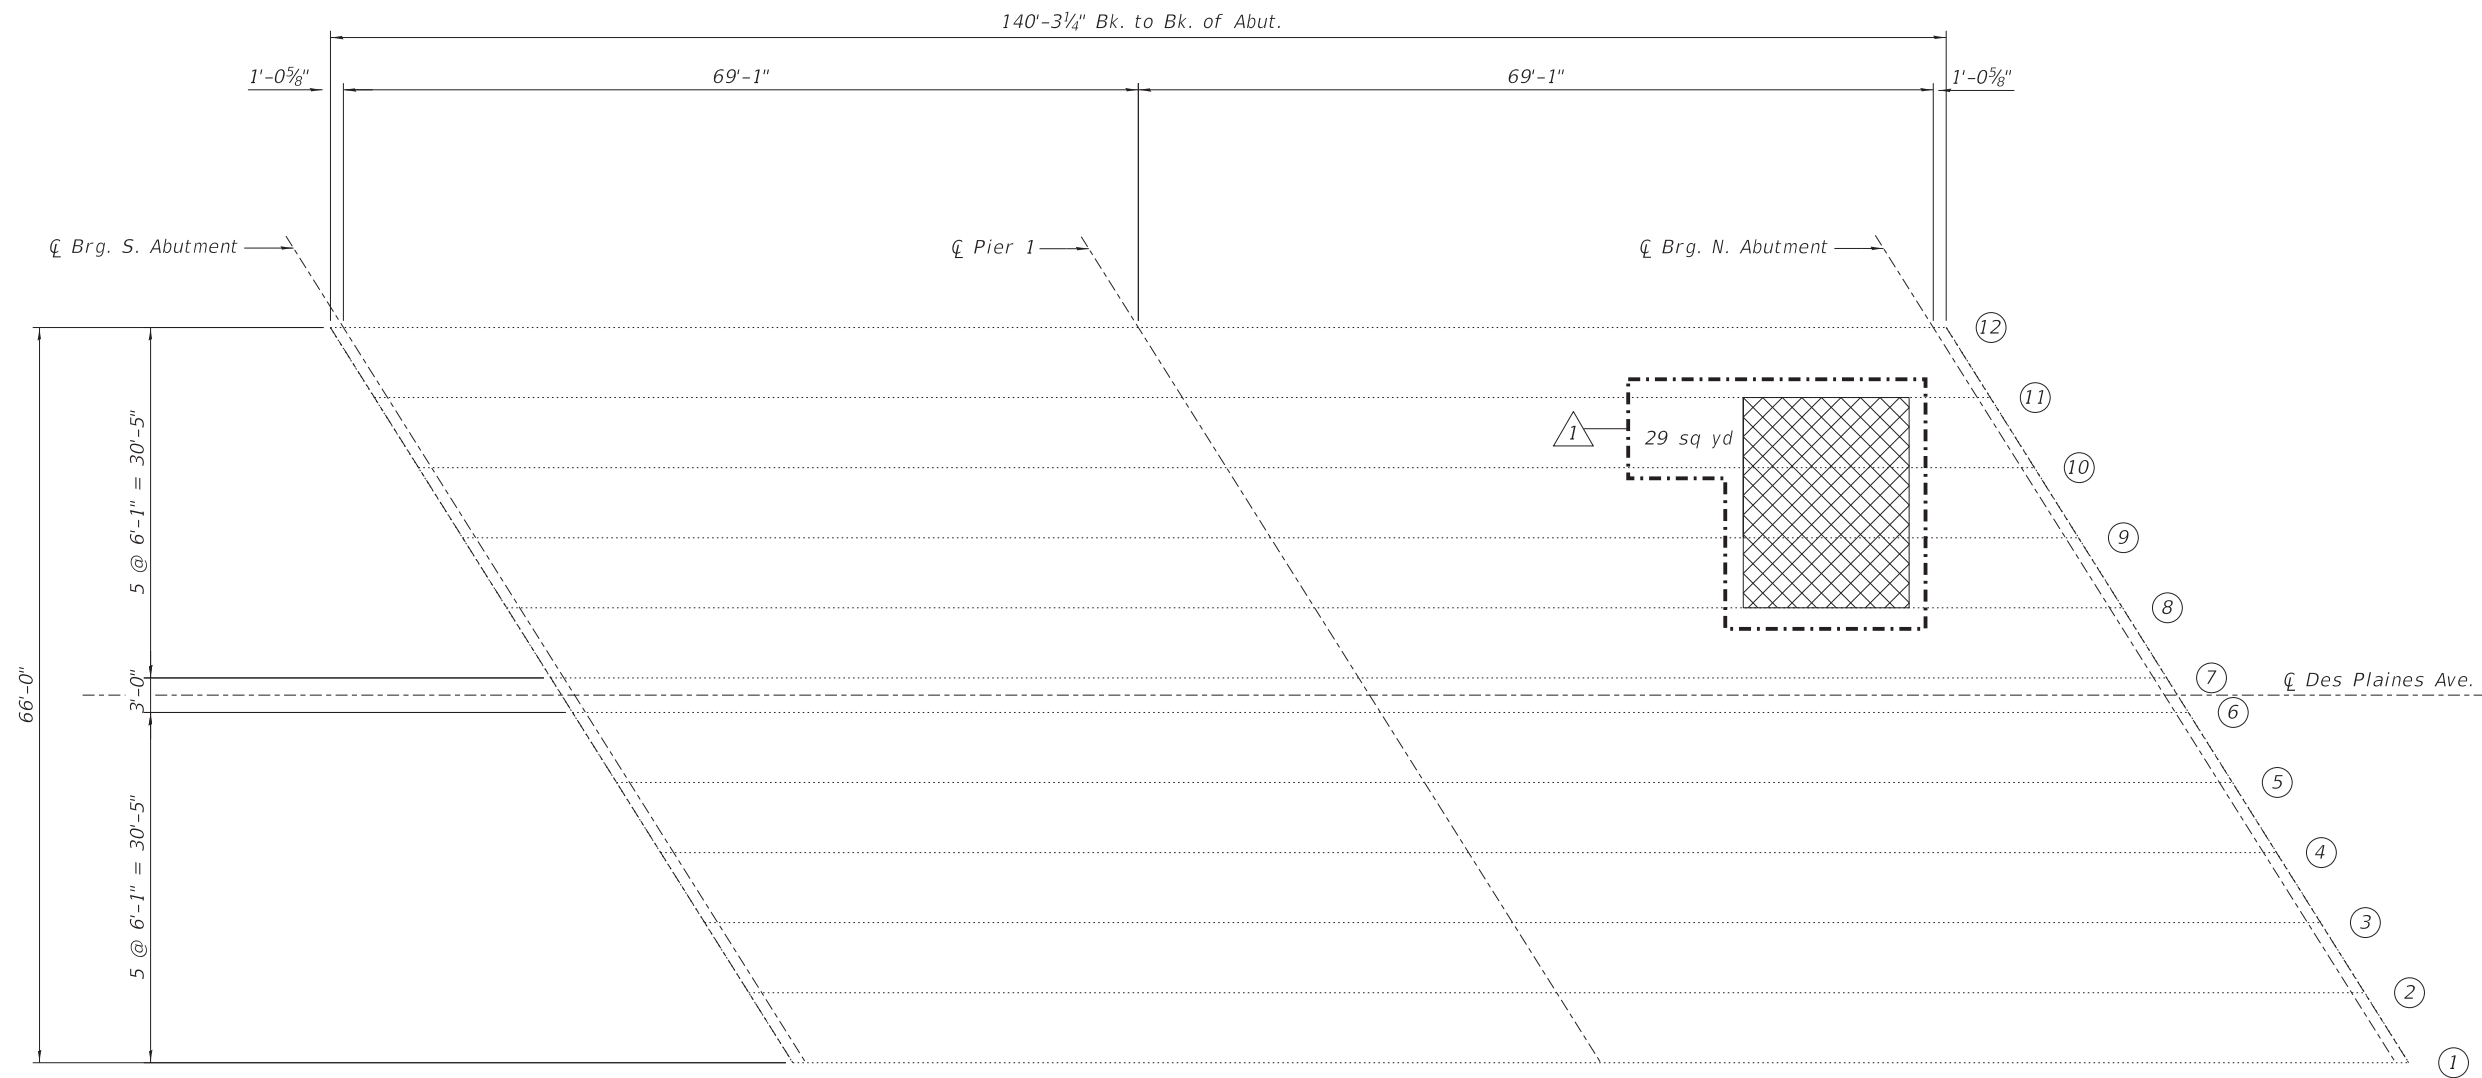 140'-3¼" Bk. to Bk. of Abut.
1'-0⅝"
69'-1"
69'-1"
1'-0⅝"
℄ Brg. S. Abutment
℄ Pier 1
℄ Brg. N. Abutment
12
11
1
29 sq yd
10
5 @ 6'-1" = 30'-5"
9
8
7
℄ Des Plaines Ave.
3'-0"
66'-0"
6
5
4
5 @ 6'-1" = 30'-5"
3
2
1